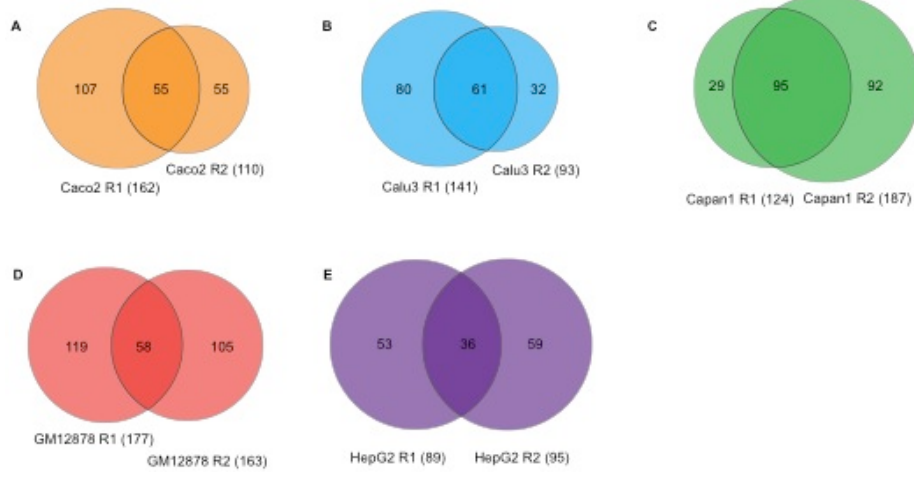 A
107
55
55
Caco2 R2 (110)
Caco2 R1 (162)
B
80
61
32
Calu3 R2 (93)
Calu3 R1 (141)
C
29
95
92
Capan1 R1 (124) Capan1 R2 (187)
D
119
58
105
GM12878 R1 (177)
GM12878 R2 (163)
E
53
36
59
HepG2 R1 (89) HepG2 R2 (95)